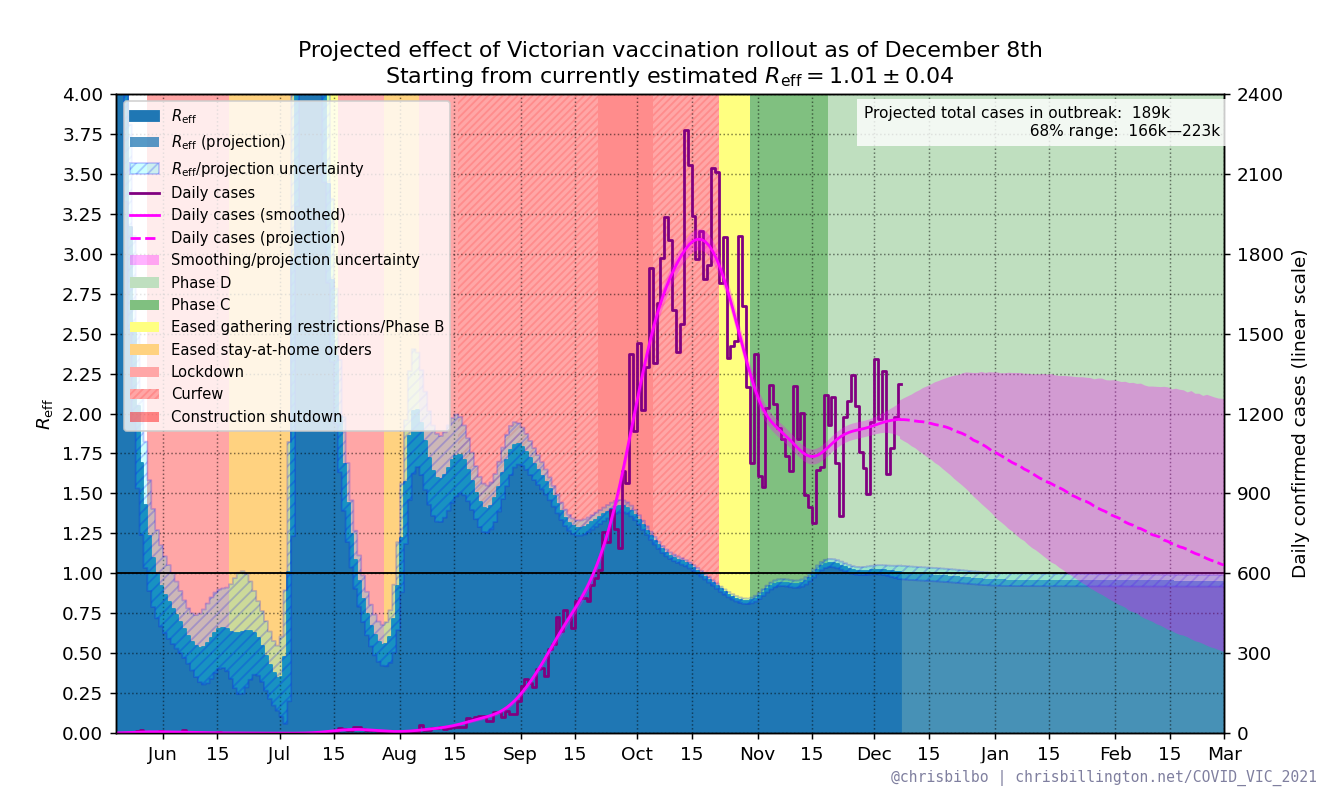 Projected effect of Victorian vaccination rollout as of December 8th
Starting from currently estimated Reff = 1.01 ± 0.04
4.00
3.75
3.50
3.25
3.00
2.75
2.50
2.25
2.00
1.75
1.50
1.25
1.00
0.75
0.50
0.25
0.00
Reff
Reff
Reff (projection)
Reff/projection uncertainty
Daily cases
Daily cases (smoothed)
Daily cases (projection)
Smoothing/projection uncertainty
Phase D
Phase C
Eased gathering restrictions/Phase B
Eased stay-at-home orders
Lockdown
Curfew
Construction shutdown
Projected total cases in outbreak: 189k
68% range: 166k—223k
2400
2100
1800
1500
1200
900
600
300
0
Daily confirmed cases (linear scale)
Jun 15 Jul 15 Aug 15 Sep 15 Oct 15 Nov 15 Dec 15 Jan 15 Feb 15 Mar
@chrisbilbo | chrisbillington.net/COVID_VIC_2021